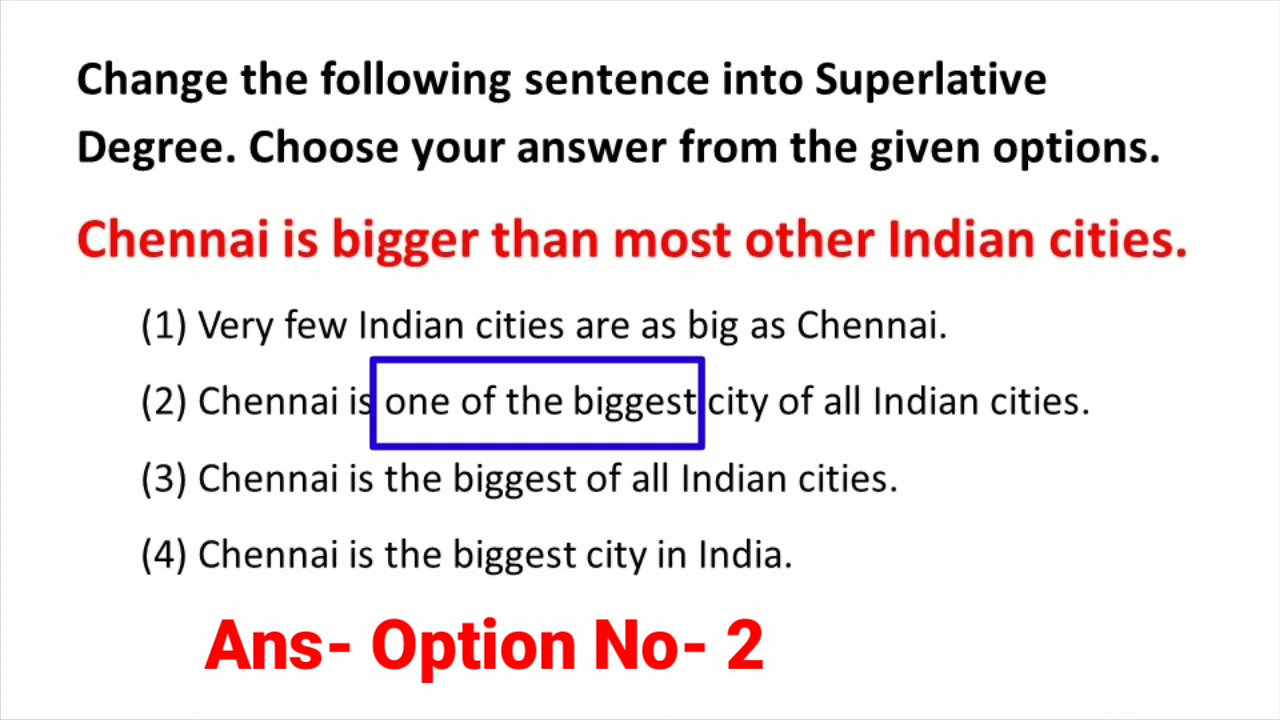 Change the following sentence into Superlative
Degree. Choose your answer from the given options.
Chennai is bigger than most other Indian cities.
(1) Very few Indian cities are as big as Chennai.
(2) Chennai is one of the biggest city of all Indian cities.
(3) Chennai is the biggest of all Indian cities.
(4) Chennai is the biggest city in India.
Ans- Option No- 2